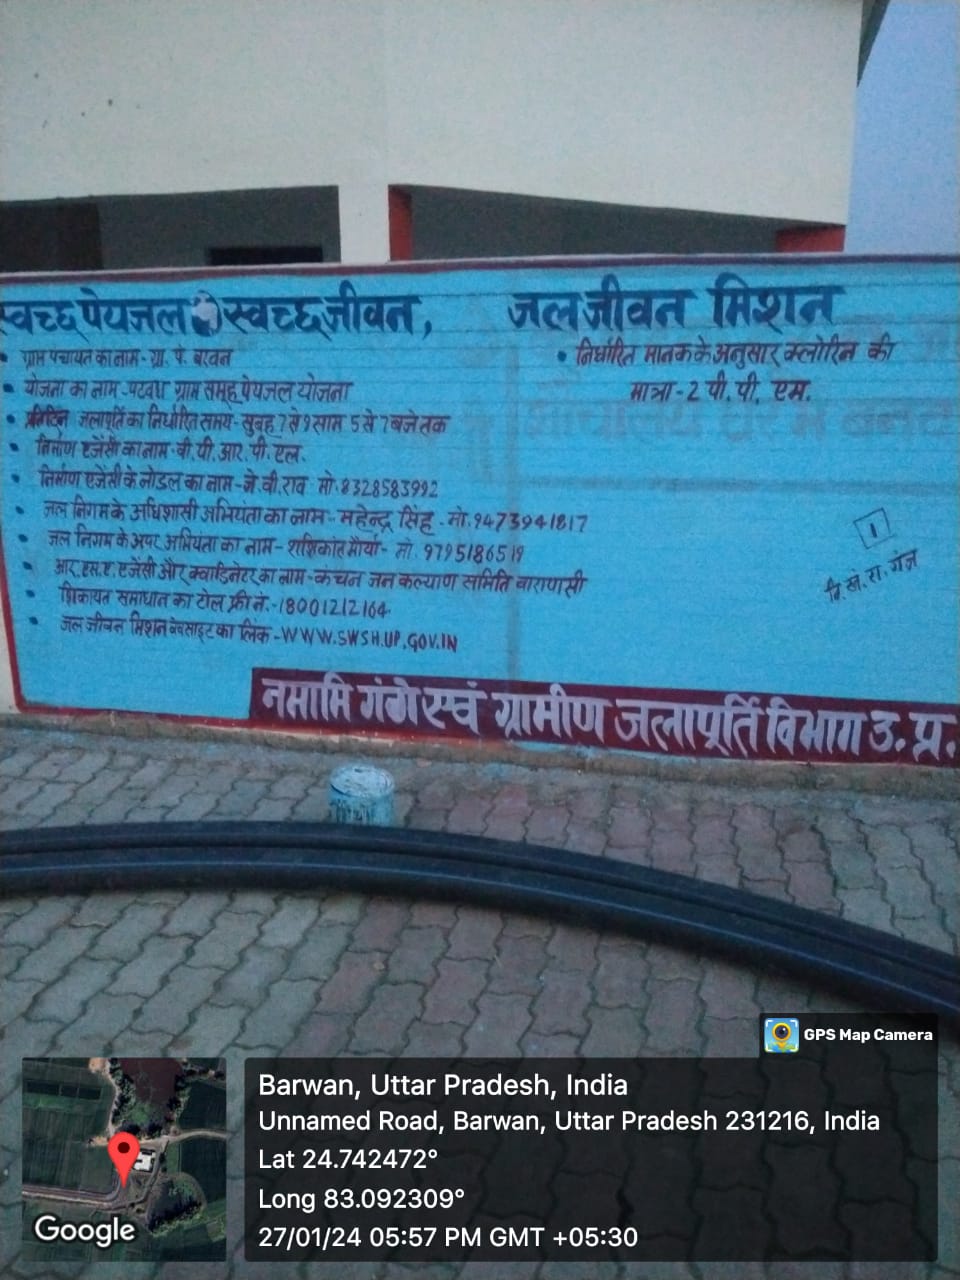 स्वच्छ पेयजल स्वच्छ जीवन,
• ग्राम पंचायत का नाम - ग्रा. पं. बरवन
• योजना का नाम - पटवध ग्राम समूह पेयजल योजना
• प्रतिदिन जलापूर्ति का निर्धारित समय - सुबह 7 से 9 साम 5 से 7 बजे तक
• निर्माण एजेंसी का नाम - बी. पी. आर. पी. एल.
• निर्माण एजेंसी के नोडल का नाम - जे. वी. राव मो. 8328583992
• जल निगम के अधिशासी अभियंता का नाम - महेन्द्र सिंह - मो. 9473941817
• जल निगम के अपर अभियंता का नाम - शशिकांत मौर्या - मो. 9795186519
• आर. एस. ए. एजेंसी और क्वाडिनेटर का नाम - कंचन जन कल्याण समिति वाराणसी
• शिकायत समाधान का टोल फ्री नं. - 18001212164
• जल जीवन मिशन वेबसाइट का लिंक - WWW.SWSH.UP.GOV.IN
जल जीवन मिशन
• निर्धारित मानक के अनुसार क्लोरिन की
मात्रा - 2 पी. पी. एम.
1
वि. खं. रा. गंज
नमामि गंगे एवं ग्रामीण जलापूर्ति विभाग उ. प्र.
GPS Map Camera
Barwan, Uttar Pradesh, India
Unnamed Road, Barwan, Uttar Pradesh 231216, India
Lat 24.742472°
Long 83.092309°
27/01/24 05:57 PM GMT +05:30
Google